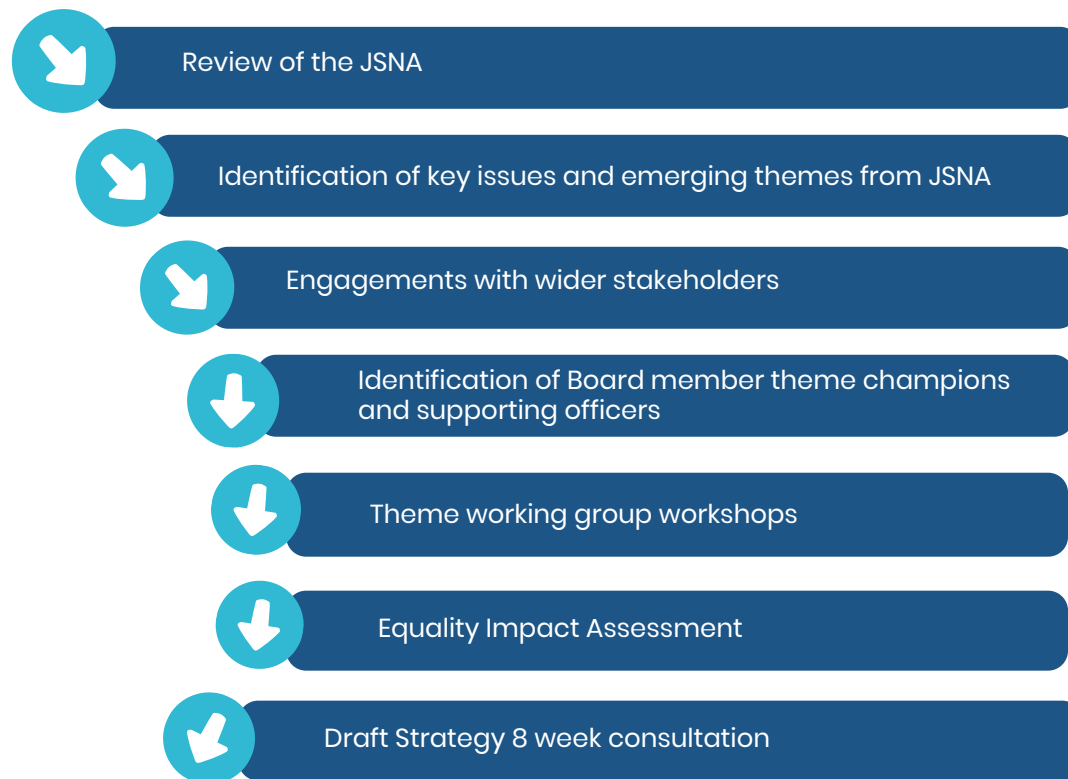 Review of the JSNA
Identification of key issues and emerging themes from JSNA
Engagements with wider stakeholders
Identification of Board member theme champions
and supporting officers
Theme working group workshops
Equality Impact Assessment
Draft Strategy 8 week consultation